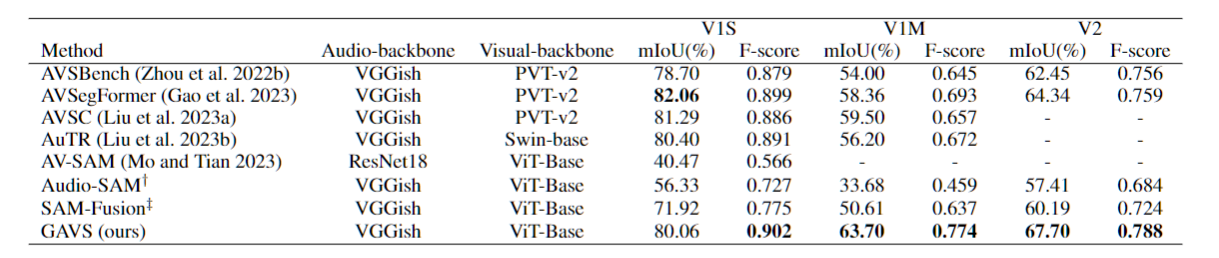 V1S V1M V2
Method Audio-backbone Visual-backbone mIoU(%) F-score mIoU(%) F-score mIoU(%) F-score
AVSBench (Zhou et al. 2022b) VGGish PVT-v2 78.70 0.879 54.00 0.645 62.45 0.756
AVSegFormer (Gao et al. 2023) VGGish PVT-v2 82.06 0.899 58.36 0.693 64.34 0.759
AVSC (Liu et al. 2023a) VGGish PVT-v2 81.29 0.886 59.50 0.657 - -
AuTR (Liu et al. 2023b) VGGish Swin-base 80.40 0.891 56.20 0.672 - -
AV-SAM (Mo and Tian 2023) ResNet18 ViT-Base 40.47 0.566 - - - -
Audio-SAM† VGGish ViT-Base 56.33 0.727 33.68 0.459 57.41 0.684
SAM-Fusion‡ VGGish ViT-Base 71.92 0.775 50.61 0.637 60.19 0.724
GAVS (ours) VGGish ViT-Base 80.06 0.902 63.70 0.774 67.70 0.788